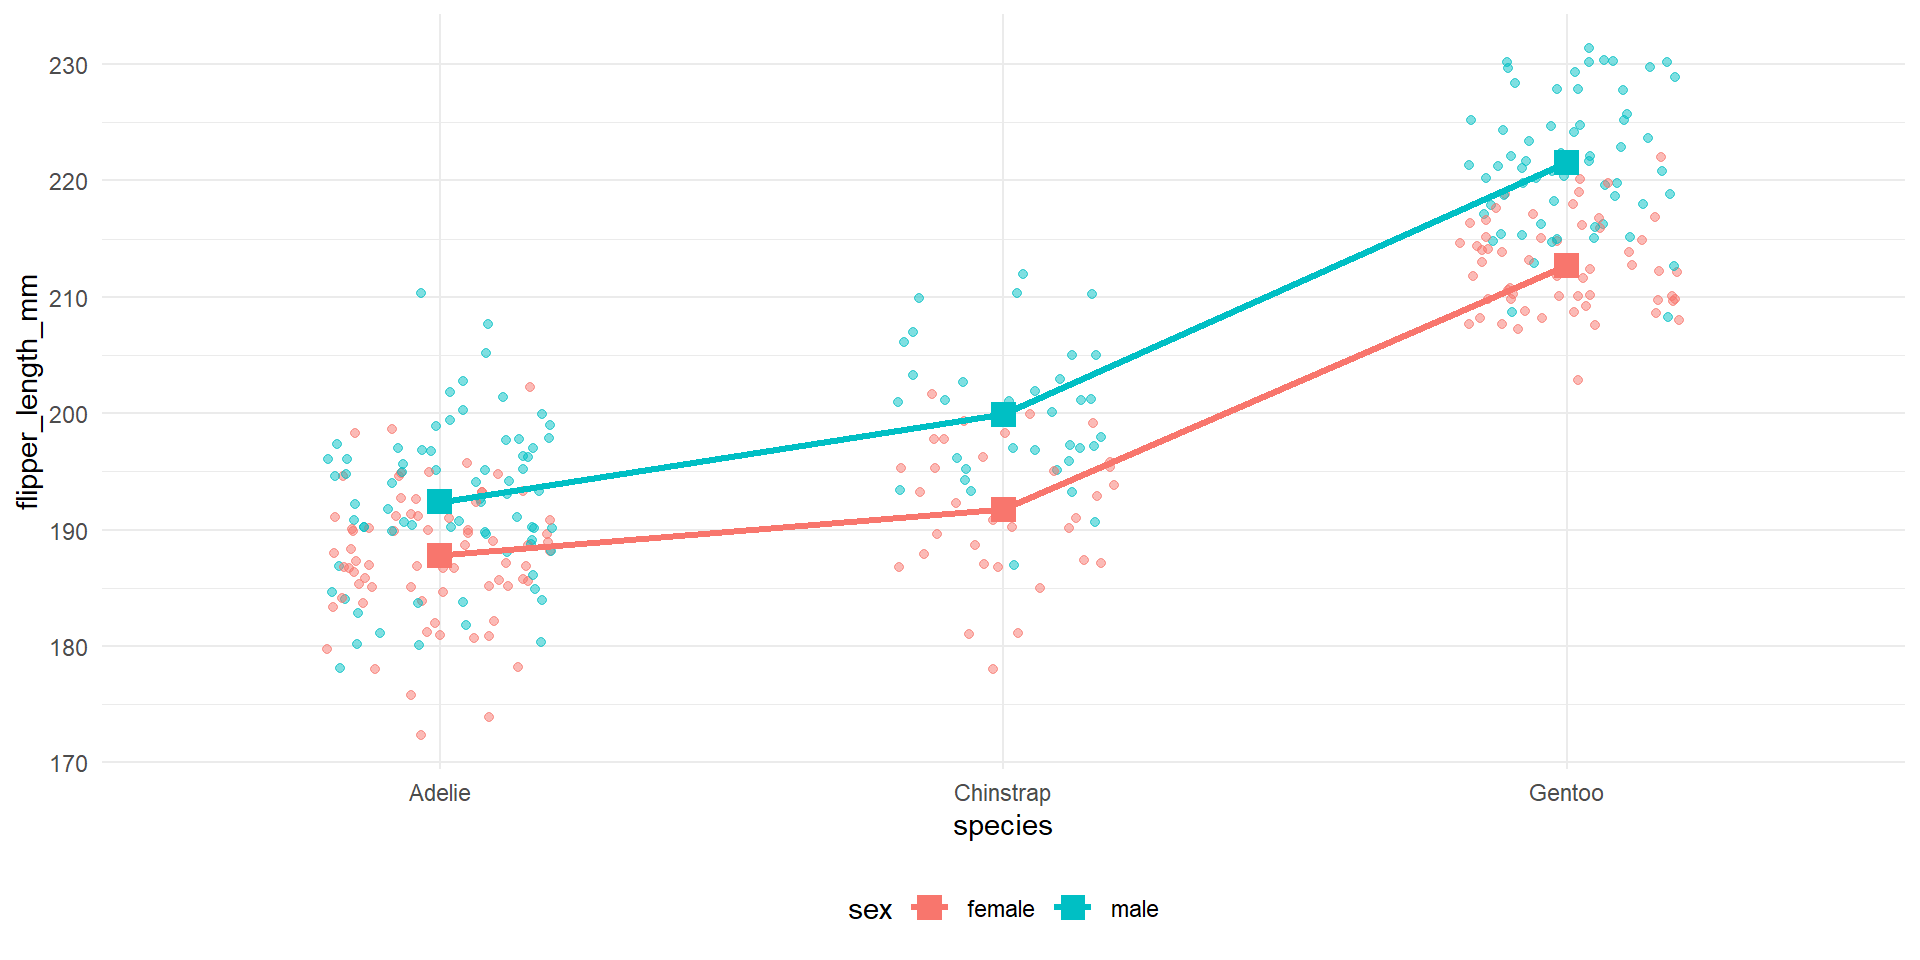 flipper_length_mm
230
220
210
200
190
180
170
Adelie Chinstrap Gentoo
species
sex female male